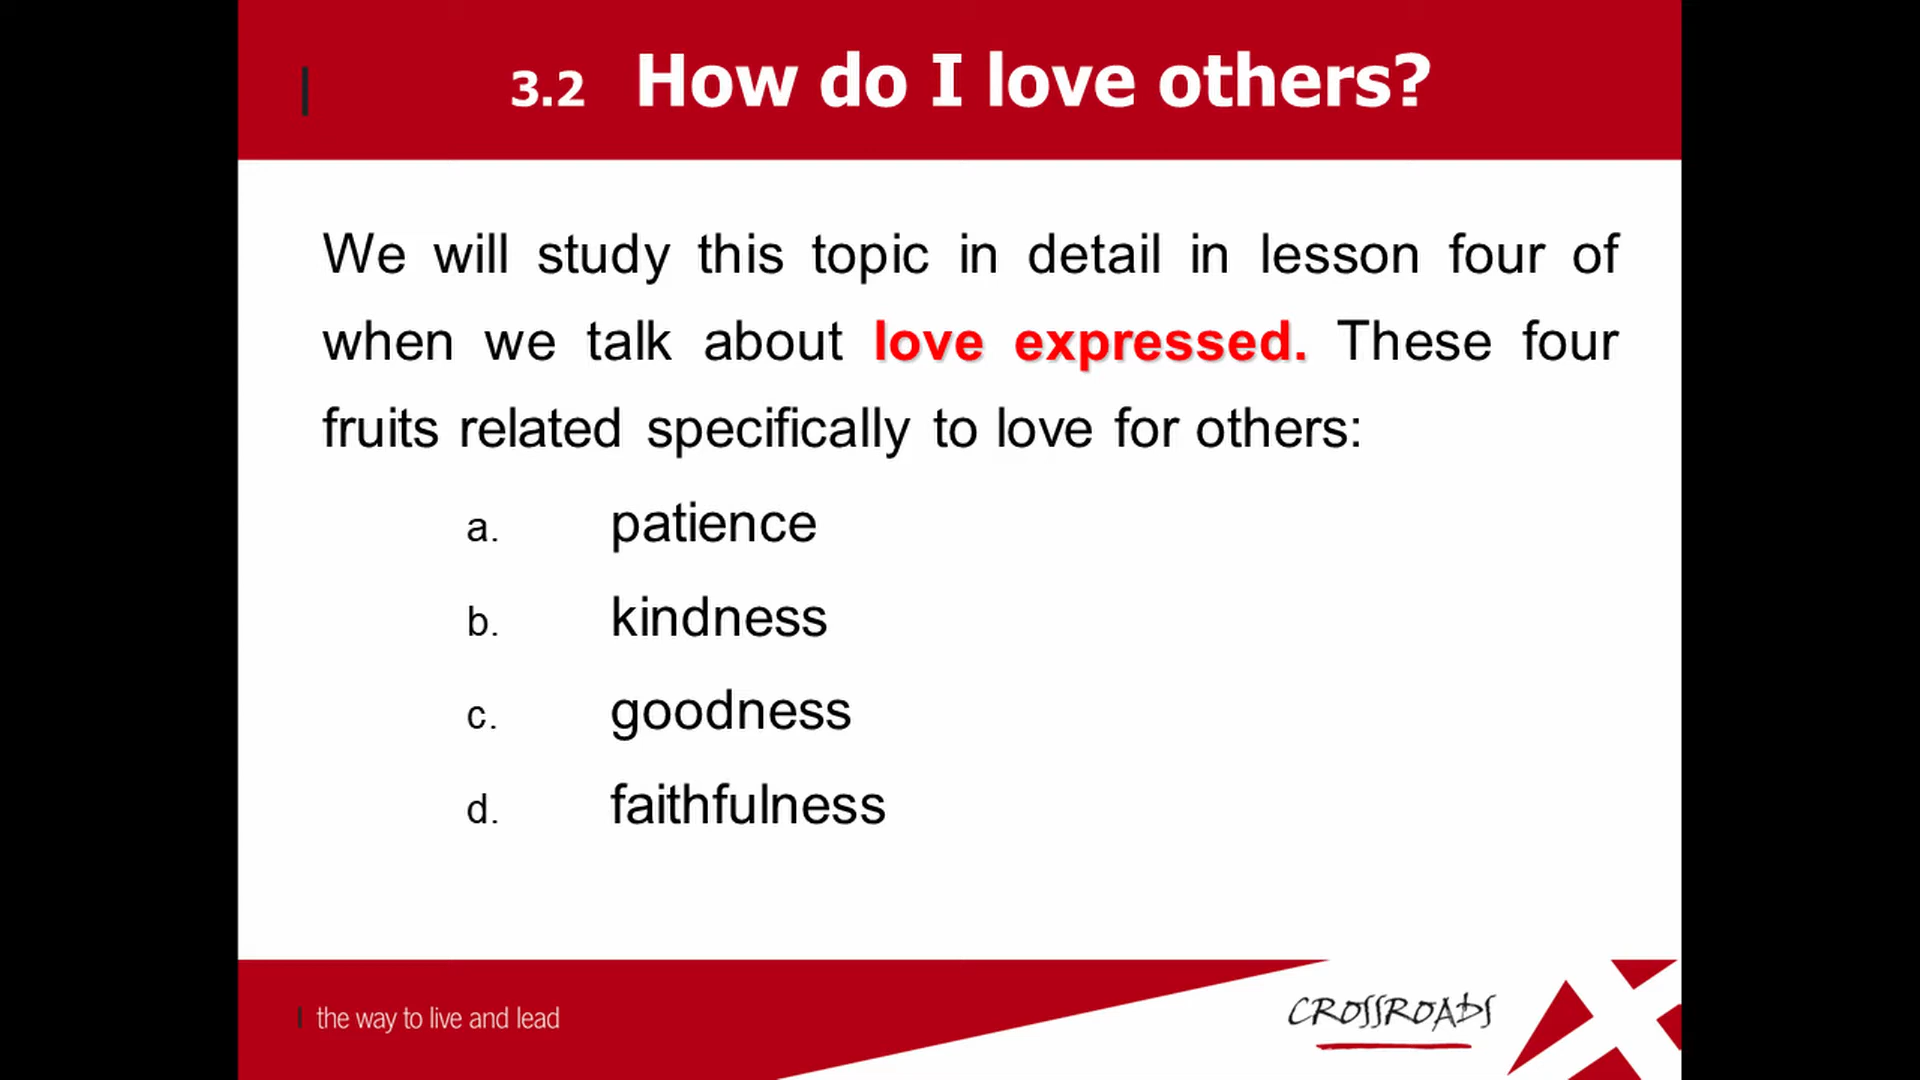 3.2 How do I love others?
We will study this topic in detail in lesson four of
when we talk about love expressed. These four
fruits related specifically to love for others:
a. patience
b. kindness
c. goodness
d. faithfulness
the way to live and lead
CROSSROADS